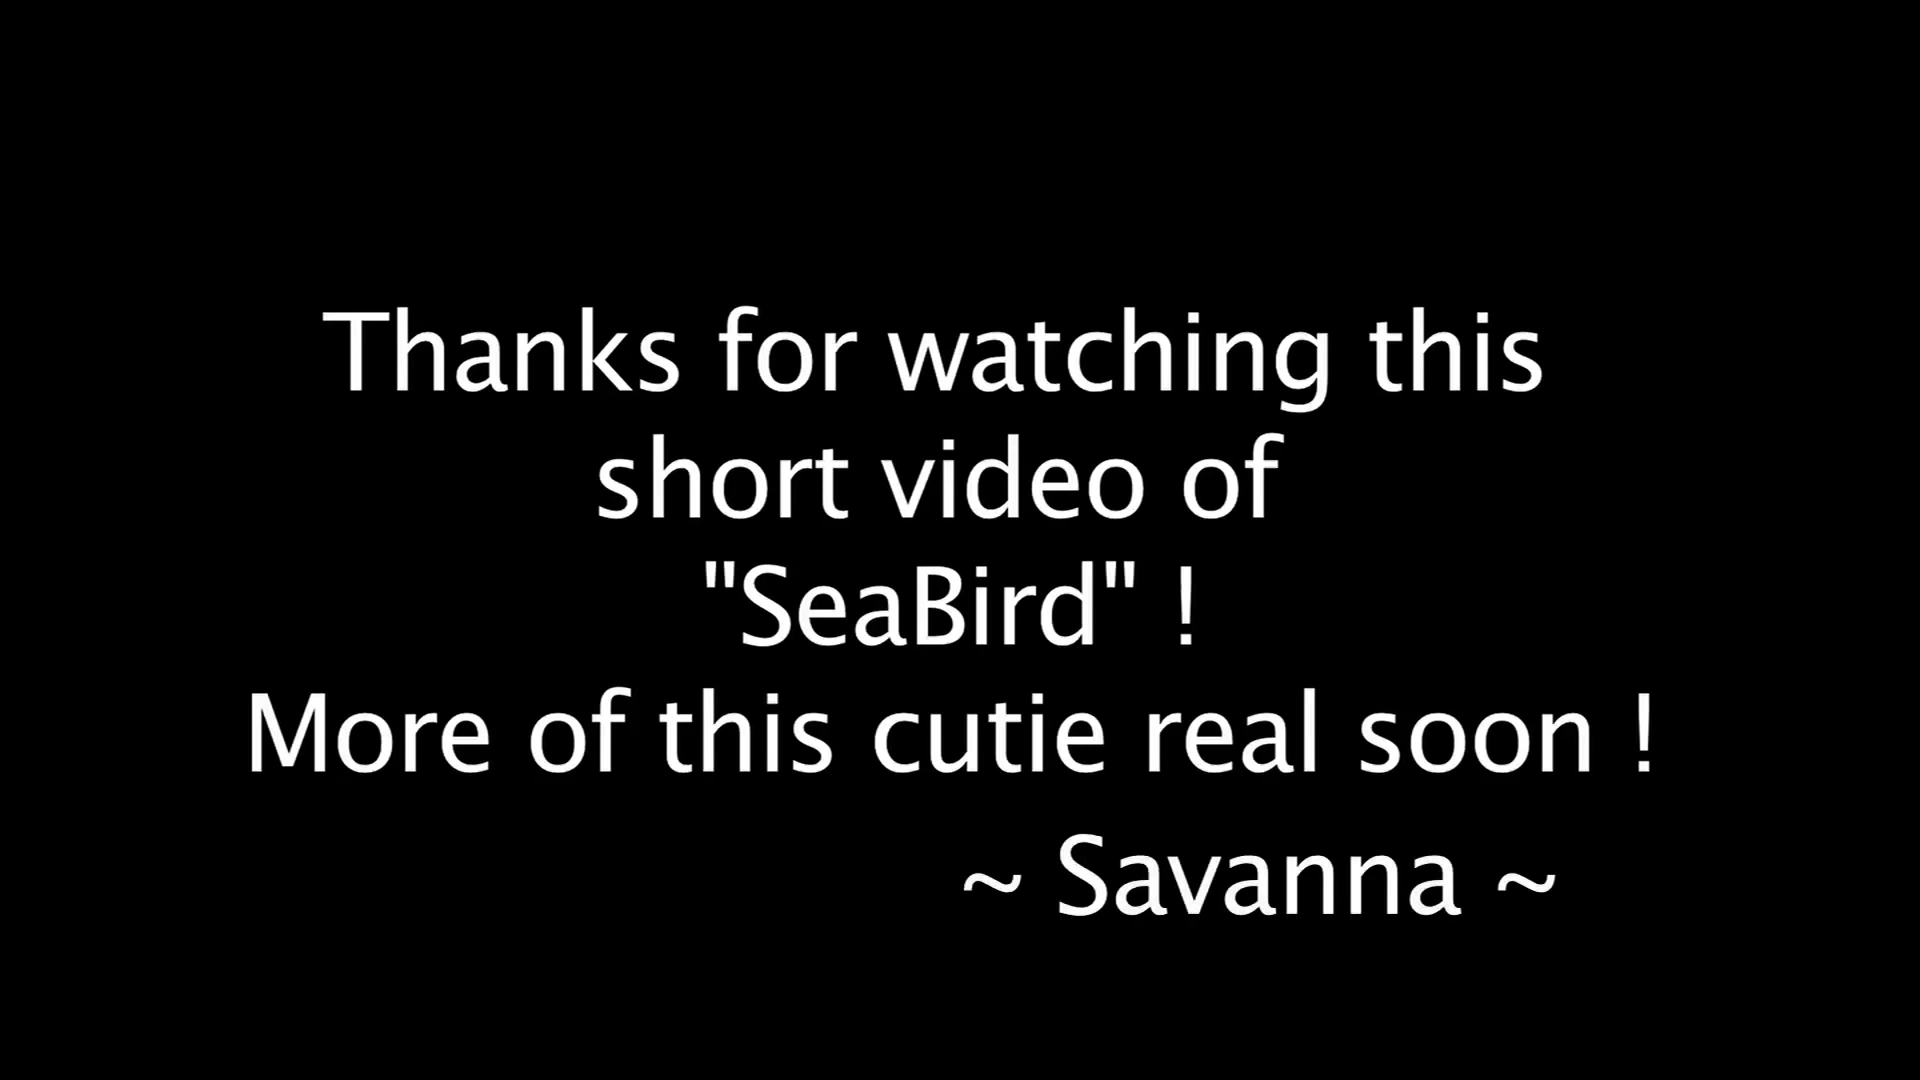 Thanks for watching this
short video of
"SeaBird" !
More of this cutie real soon !
~ Savanna ~